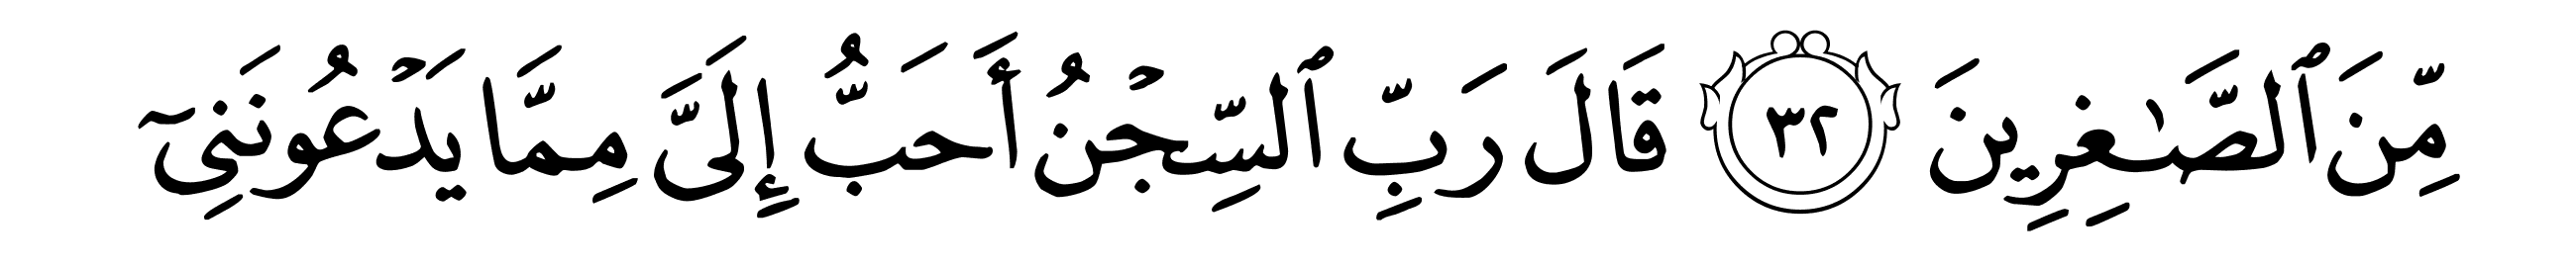 مِّنَ ٱلصَّـٰغِرِينَ ٣٢ قَالَ رَبِّ ٱلسِّجْنُ أَحَبُّ إِلَىَّ مِمَّا يَدْعُونَنِىٓ